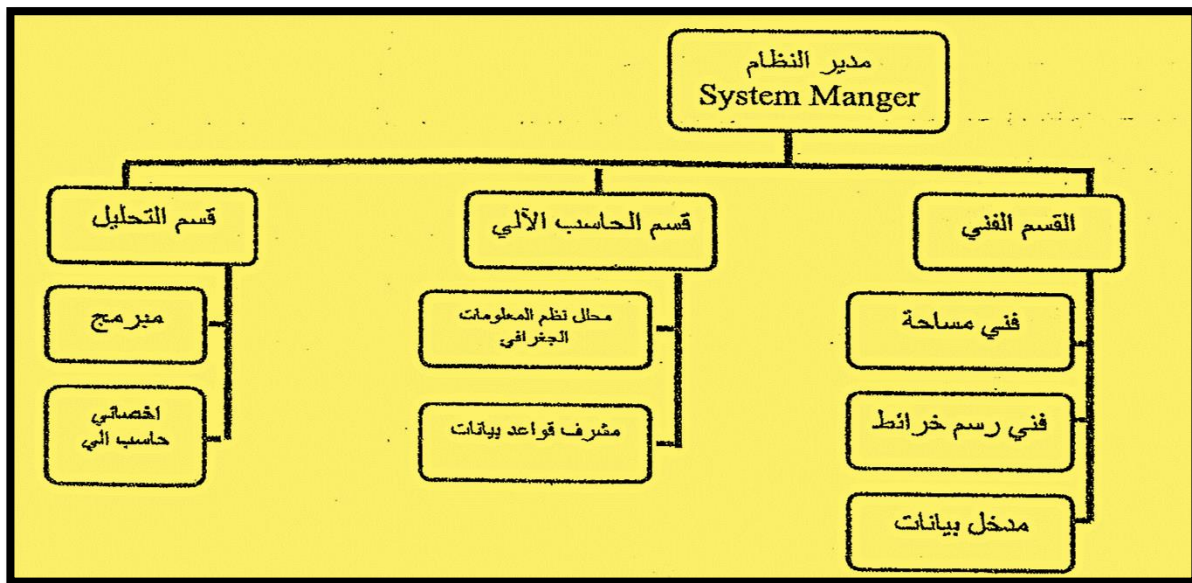 مدير النظام
System Manger
القسم الفني
قسم الحاسب الآلي
قسم التحليل
فني مساحة
فني رسم خرائط
مدخل بيانات
محلل نظم المعلومات
الجغرافي
مشرف قواعد بيانات
مبرمج
اخصائي
حاسب الي